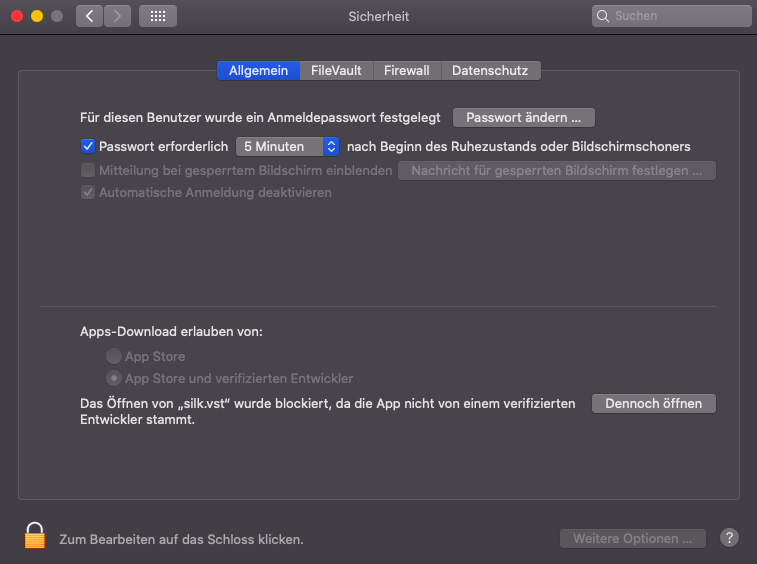 Sicherheit
Suchen
Allgemein FileVault Firewall Datenschutz
Für diesen Benutzer wurde ein Anmeldepasswort festgelegt Passwort ändern ...
Passwort erforderlich 5 Minuten nach Beginn des Ruhezustands oder Bildschirmschoners
Mitteilung bei gesperrtem Bildschirm einblenden Nachricht für gesperrten Bildschirm festlegen ...
Automatische Anmeldung deaktivieren
Apps-Download erlauben von:
App Store
App Store und verifizierten Entwickler
Das Öffnen von „silk.vst“ wurde blockiert, da die App nicht von einem verifizierten
Entwickler stammt.
Dennoch öffnen
Zum Bearbeiten auf das Schloss klicken.
Weitere Optionen ...
?